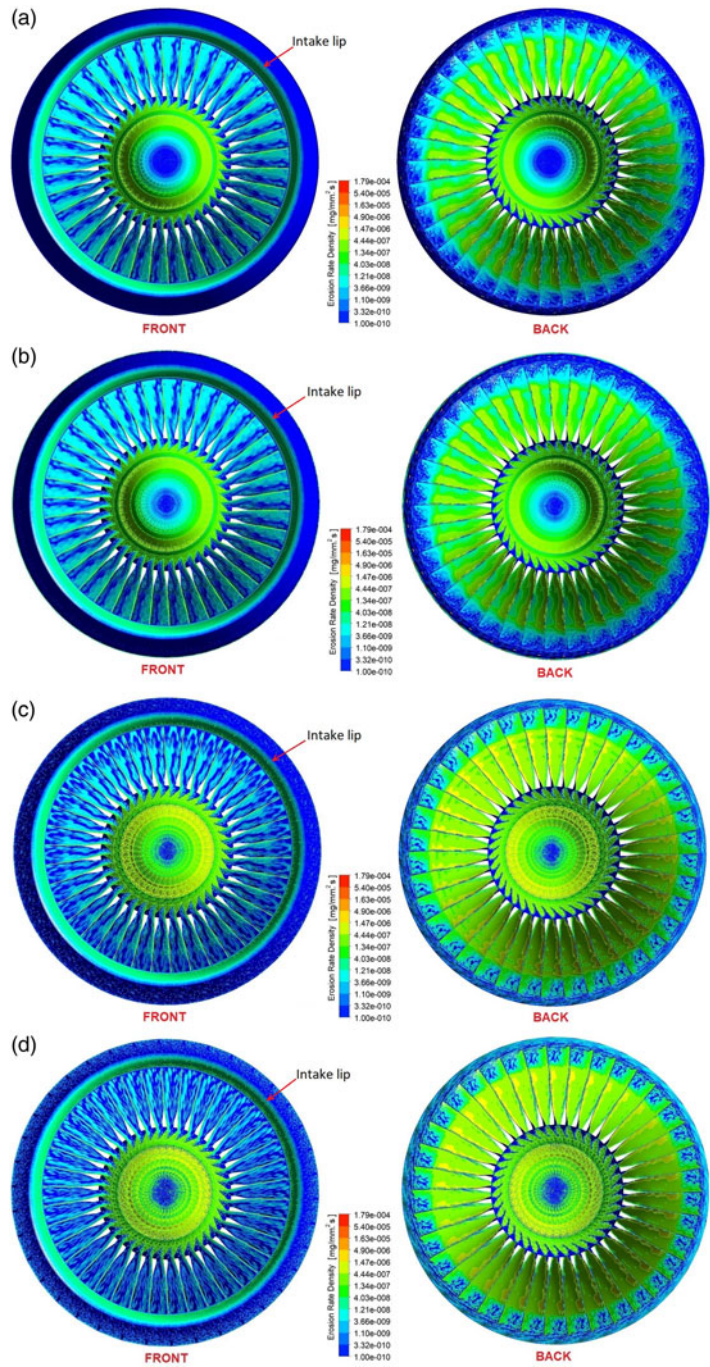 (a)
Intake lip
Erosion Rate Density [mg/mm² s]
1.79e-004
5.40e-005
1.63e-005
4.90e-006
1.47e-006
4.44e-007
1.34e-007
4.03e-008
1.21e-008
3.66e-009
1.10e-009
3.32e-010
1.00e-010
FRONT
BACK
(b)
Intake lip
Erosion Rate Density [mg/mm² s]
1.79e-004
5.40e-005
1.63e-005
4.90e-006
1.47e-006
4.44e-007
1.34e-007
4.03e-008
1.21e-008
3.66e-009
1.10e-009
3.32e-010
1.00e-010
FRONT
BACK
(c)
Intake lip
Erosion Rate Density [mg/mm² s]
1.79e-004
5.40e-005
1.63e-005
4.90e-006
1.47e-006
4.44e-007
1.34e-007
4.03e-008
1.21e-008
3.66e-009
1.10e-009
3.32e-010
1.00e-010
FRONT
BACK
(d)
Intake lip
Erosion Rate Density [mg/mm² s]
1.79e-004
5.40e-005
1.63e-005
4.90e-006
1.47e-006
4.44e-007
1.34e-007
4.03e-008
1.21e-008
3.66e-009
1.10e-009
3.32e-010
1.00e-010
FRONT
BACK